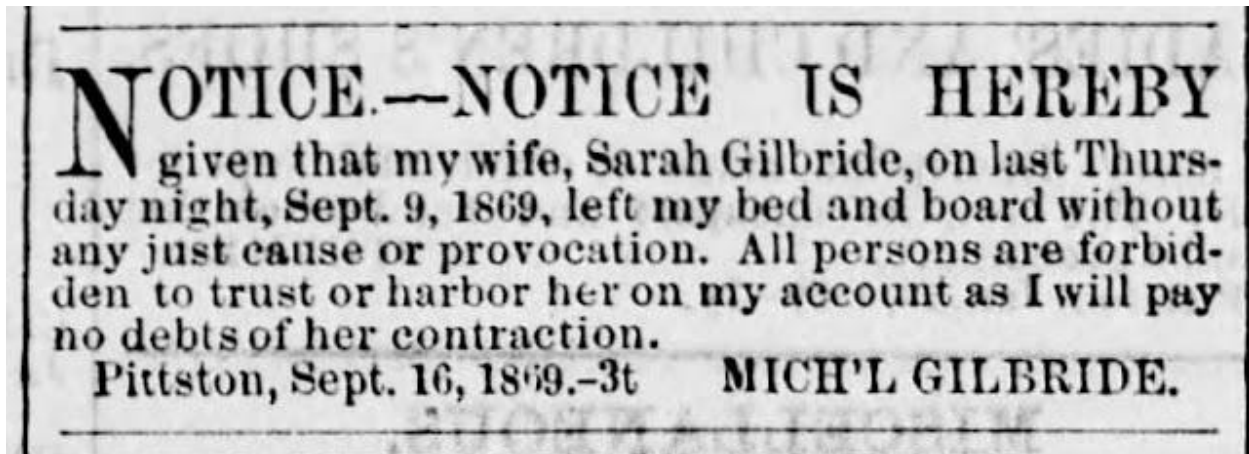 NOTICE.—NOTICE IS HEREBY
given that my wife, Sarah Gilbride, on last Thurs-
day night, Sept. 9, 1869, left my bed and board without
any just cause or provocation. All persons are forbid-
den to trust or harbor her on my account as I will pay
no debts of her contraction.
Pittston, Sept. 16, 1869.-3t MICH'L GILBRIDE.